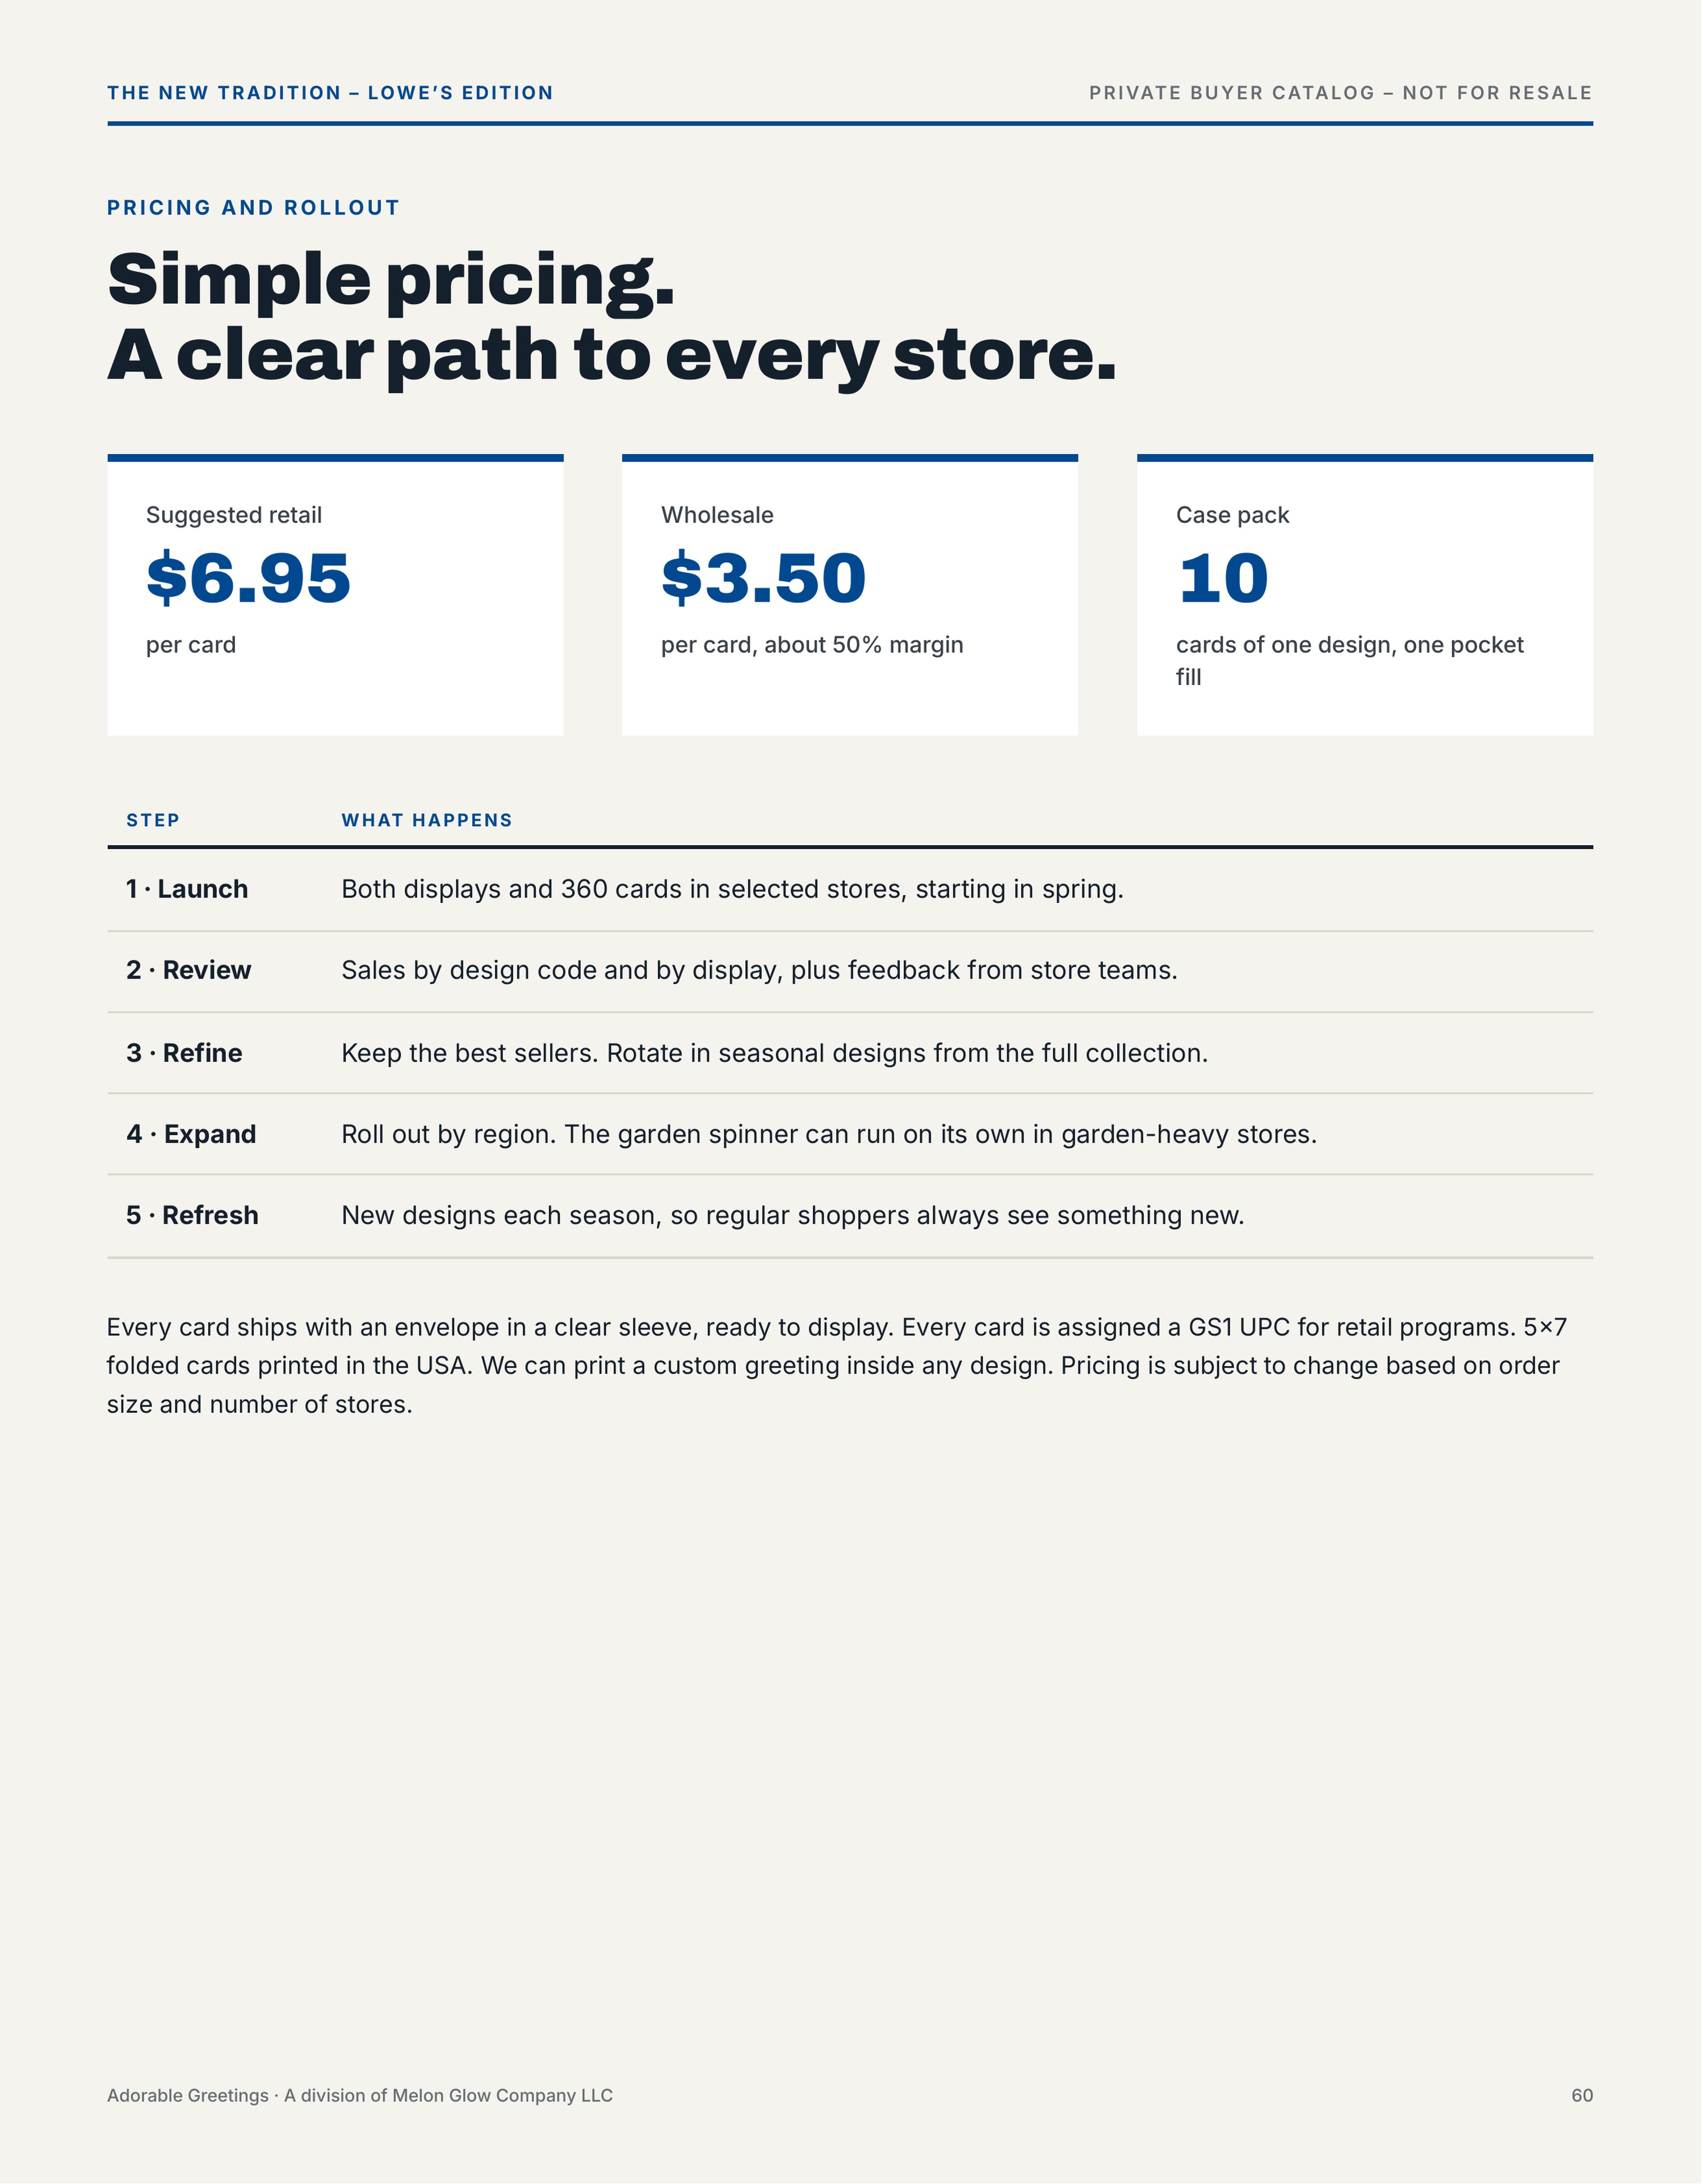 THE NEW TRADITION – LOWE’S EDITION
PRIVATE BUYER CATALOG – NOT FOR RESALE
PRICING AND ROLLOUT
Simple pricing.
A clear path to every store.
Suggested retail
$6.95
per card
Wholesale
$3.50
per card, about 50% margin
Case pack
10
cards of one design, one pocket
fill
STEP WHAT HAPPENS
1 · Launch Both displays and 360 cards in selected stores, starting in spring.
2 · Review Sales by design code and by display, plus feedback from store teams.
3 · Refine Keep the best sellers. Rotate in seasonal designs from the full collection.
4 · Expand Roll out by region. The garden spinner can run on its own in garden-heavy stores.
5 · Refresh New designs each season, so regular shoppers always see something new.
Every card ships with an envelope in a clear sleeve, ready to display. Every card is assigned a GS1 UPC for retail programs. 5×7
folded cards printed in the USA. We can print a custom greeting inside any design. Pricing is subject to change based on order
size and number of stores.
Adorable Greetings · A division of Melon Glow Company LLC
60